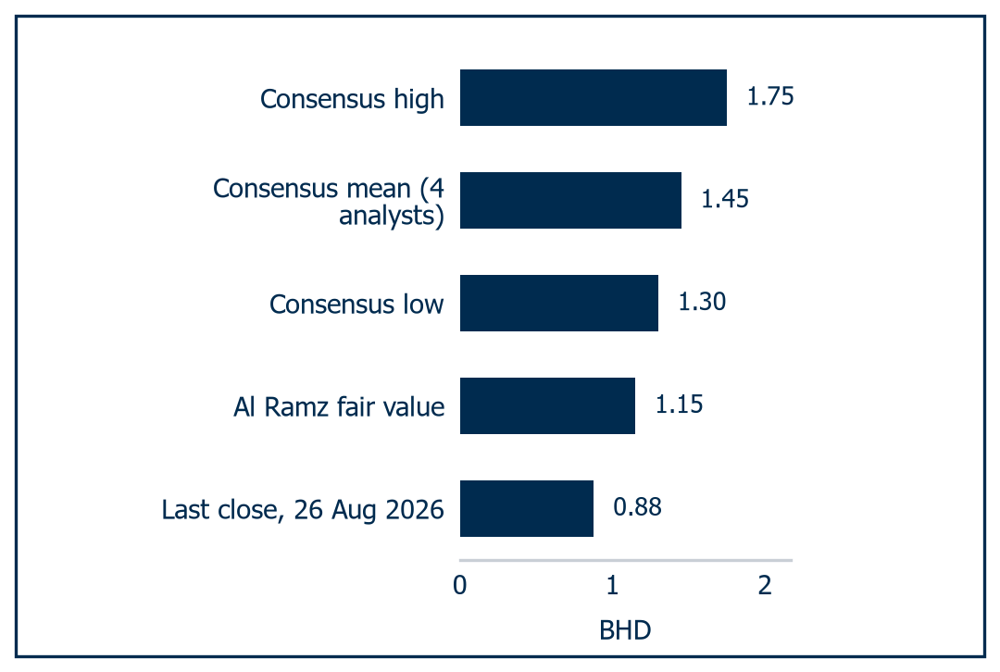 Consensus high 1.75
Consensus mean (4
analysts) 1.45
Consensus low 1.30
Al Ramz fair value 1.15
Last close, 26 Aug 2026 0.88
0 1 2
BHD